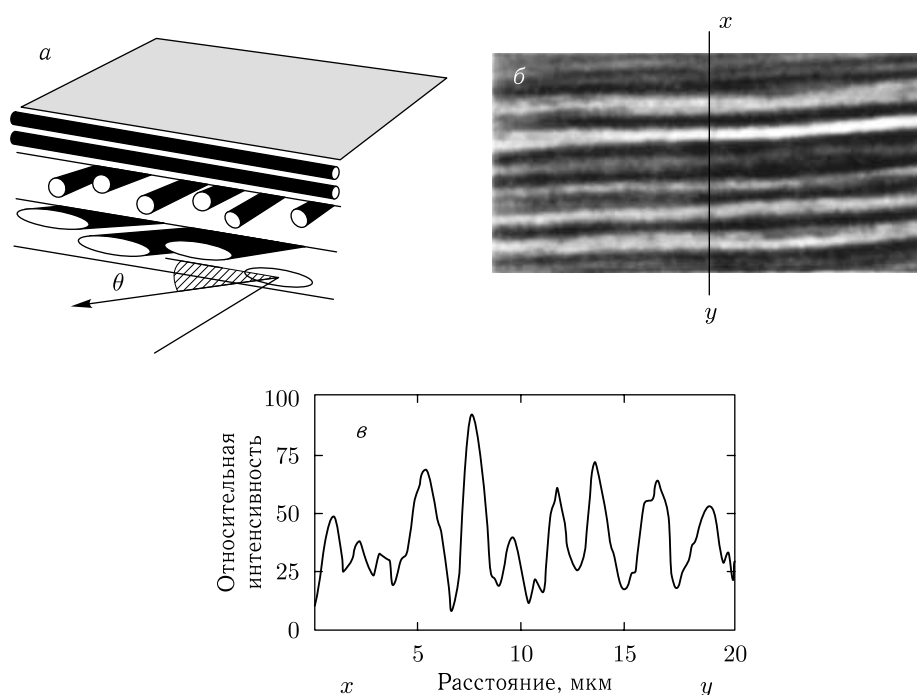 а
θ
б
x
y
в
Относительная
интенсивность
100
75
50
25
0
5
10
15
20
x
Расстояние, мкм
y